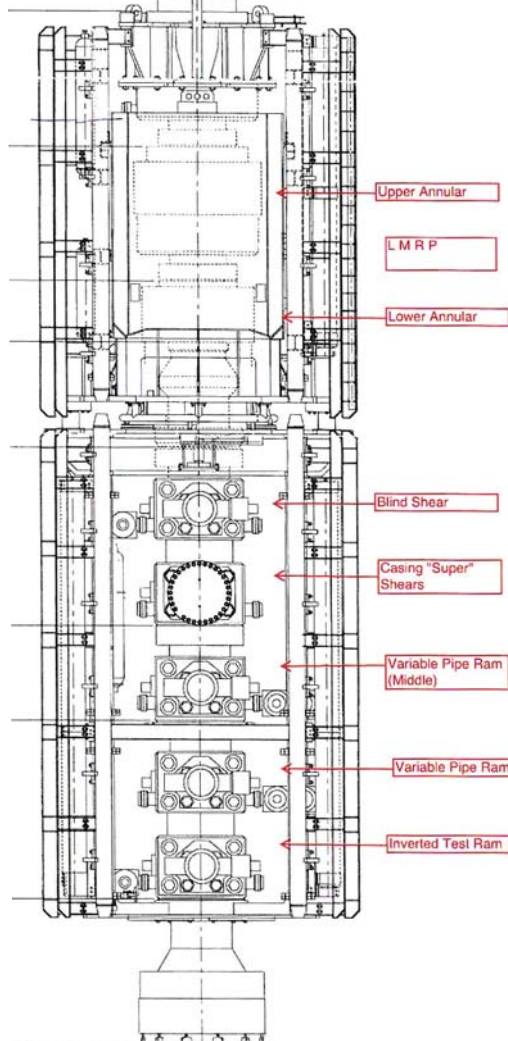 Upper Annular
L M R P
Lower Annular
Blind Shear
Casing "Super"
Shears
Variable Pipe Ram
(Middle)
Variable Pipe Ram
Inverted Test Ram